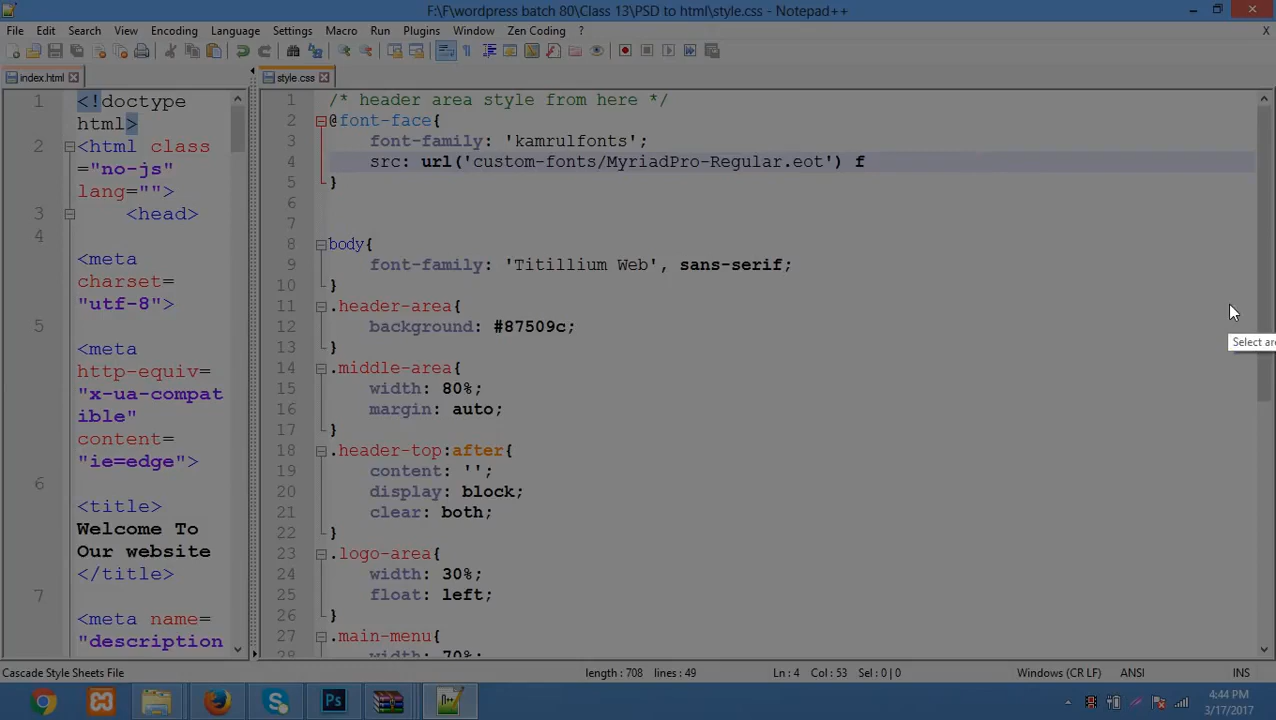 F:\F\wordpress batch 80\Class 13\PSD to html\style.css - Notepad++
File Edit Search View Encoding Language Settings Macro Run Plugins Window Zen Coding ? X
index.html
style.css
1 <!doctype
html>
2 <html class
="no-js"
lang="">
3 <head>
4
<meta
charset=
"utf-8">
5
<meta
http-equiv=
"x-ua-compat
ible"
content=
"ie=edge">
6
<title>
Welcome To
Our website
</title>
7
<meta name=
"description
1 /* header area style from here */
2 @font-face{
3 font-family: 'kamrulfonts';
4 src: url('custom-fonts/MyriadPro-Regular.eot') f
5 }
6
7
8 body{
9 font-family: 'Titillium Web', sans-serif;
10 }
11 .header-area{
12 background: #87509c;
13 }
14 .middle-area{
15 width: 80%;
16 margin: auto;
17 }
18 .header-top:after{
19 content: '';
20 display: block;
21 clear: both;
22 }
23 .logo-area{
24 width: 30%;
25 float: left;
26 }
27 .main-menu{
28 width: 70%;
Select are
Cascade Style Sheets File length : 708 lines : 49 Ln : 4 Col : 53 Sel : 0 | 0 Windows (CR LF) ANSI INS
Ps
N++
4:44 PM
3/17/2017